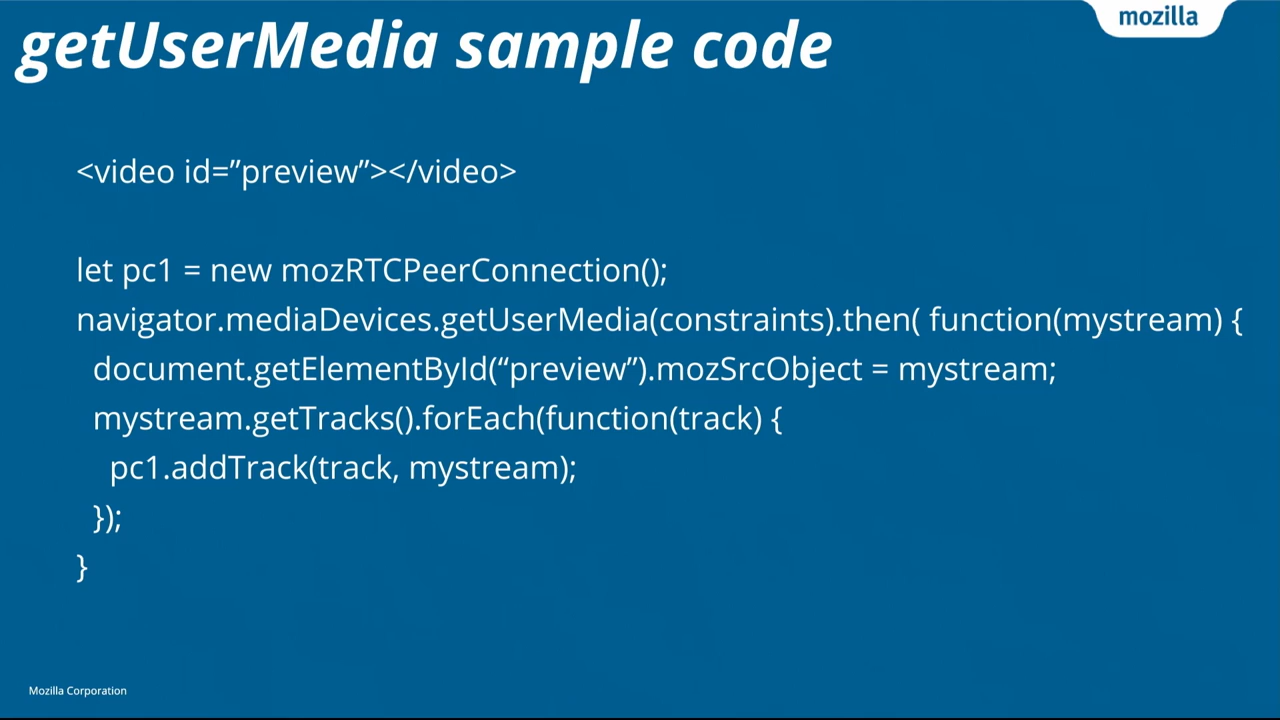 mozilla
getUserMedia sample code
<video id=”preview”></video>
let pc1 = new mozRTCPeerConnection();
navigator.mediaDevices.getUserMedia(constraints).then( function(mystream) {
document.getElementById(“preview”).mozSrcObject = mystream;
mystream.getTracks().forEach(function(track) {
pc1.addTrack(track, mystream);
});
}
Mozilla Corporation